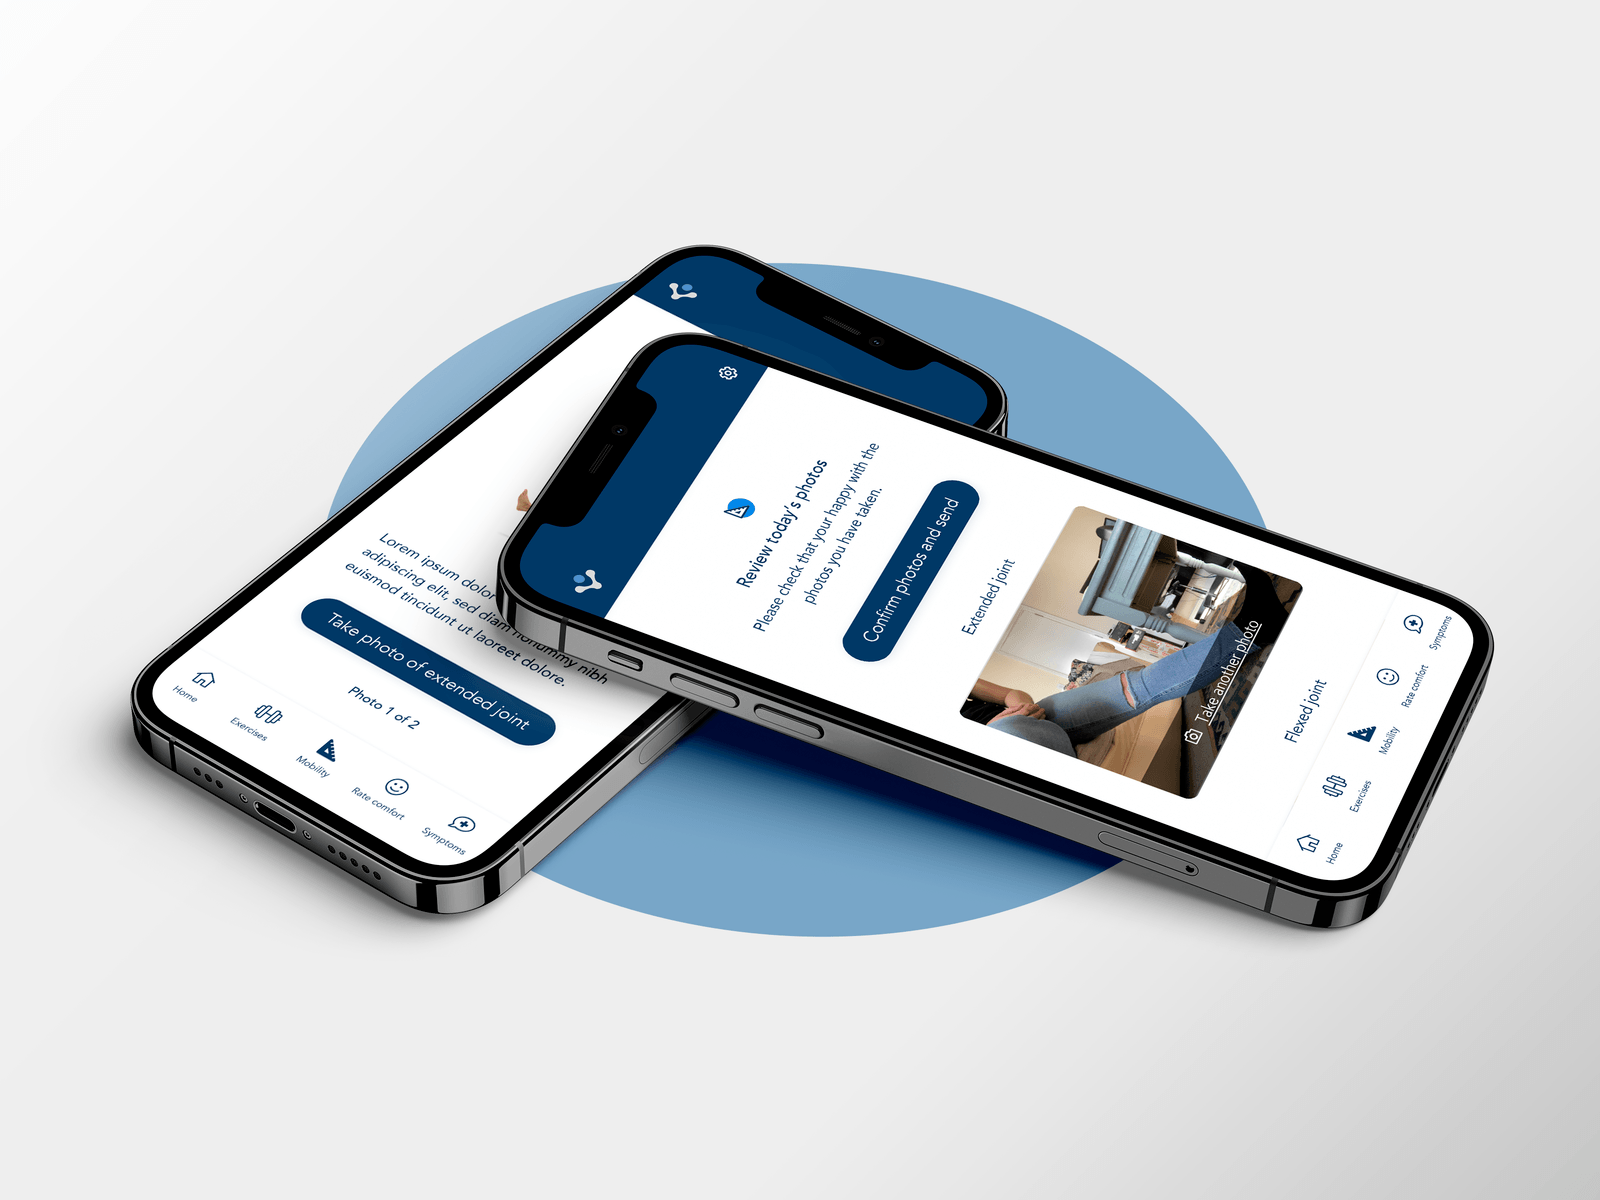 Lorem ipsum dolor
adipiscing elit, sed diam nonummy nibh
euismod tincidunt ut laoreet dolore.
Take photo of extended joint
Photo 1 of 2
Home
Exercises
Mobility
Rate comfort
Symptoms
Review today's photos
Please check that your happy with the
photos you have taken.
Confirm photos and send
Extended joint
Take another photo
Flexed joint
Home
Exercises
Mobility
Rate comfort
Symptoms